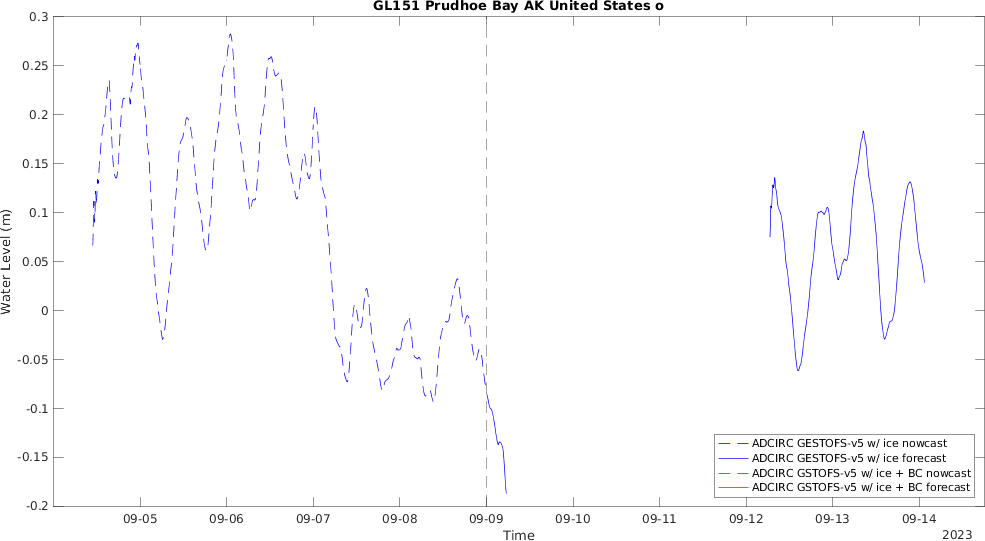 GL151 Prudhoe Bay AK United States o
0.3
0.25
0.2
0.15
0.1
0.05
0
-0.05
-0.1
-0.15
-0.2
Water Level (m)
09-05 09-06 09-07 09-08 09-09 09-10 09-11 09-12 09-13 09-14
Time
2023
ADCIRC GESTOFS-v5 w/ ice nowcast
ADCIRC GESTOFS-v5 w/ ice forecast
ADCIRC GSTOFS-v5 w/ ice + BC nowcast
ADCIRC GSTOFS-v5 w/ ice + BC forecast